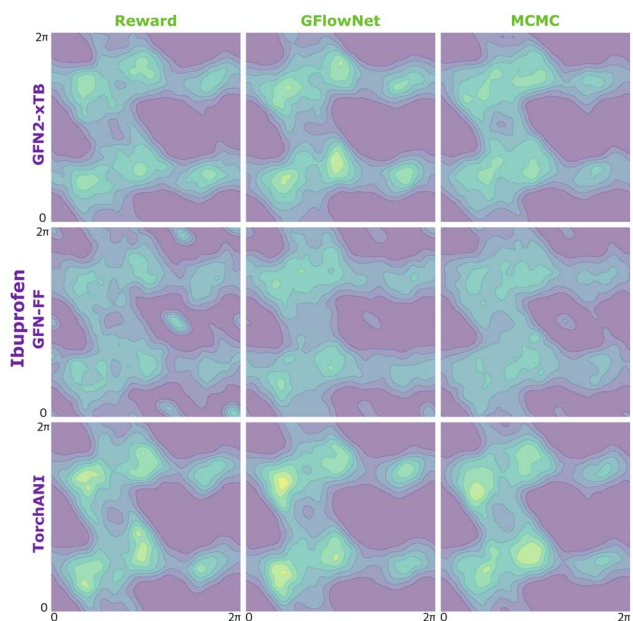 Reward GFlowNet MCMC
2π
GFN2-xTB
0
2π
Ibuprofen
GFN-FF
0
2π
TorchANI
0
2π 0
2π 0
2π